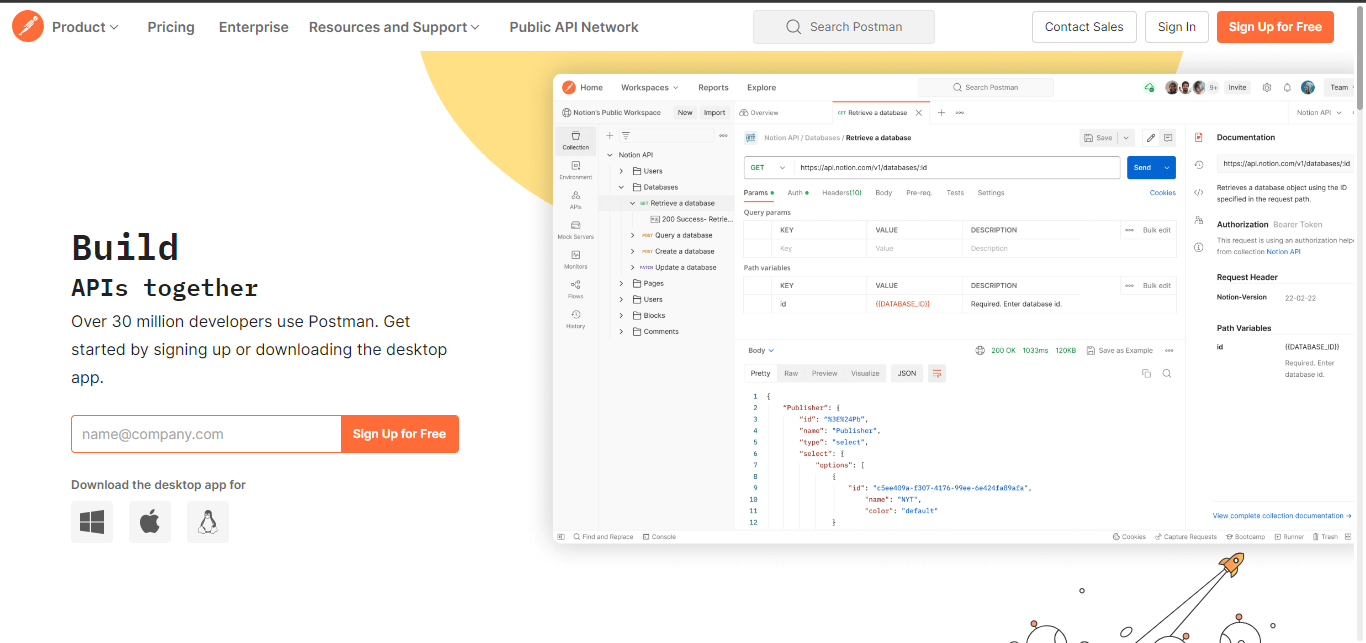 Product
Pricing
Enterprise
Resources and Support
Public API Network
Search Postman
Contact Sales
Sign In
Sign Up for Free
Build
APIs together
Over 30 million developers use Postman. Get
started by signing up or downloading the desktop
app.
name@company.com
Sign Up for Free
Download the desktop app for
Home
Workspaces
Reports
Explore
Search Postman
9+
Invite
Team
Notion's Public Workspace
New
Import
Overview
GET Retrieve a database
Notion API
Collection
Environment
APIs
Mock Servers
Monitors
Flows
History
Notion API
Users
Databases
GET Retrieve a database
200 Success- Retrie...
POST Query a database
POST Create a database
PATCH Update a database
Pages
Users
Blocks
Comments
Notion API / Databases / Retrieve a database
Save
GET
https://api.notion.com/v1/databases/:id
Send
Params
Auth
Headers(10)
Body
Pre-req.
Tests
Settings
Cookies
Query params
KEY VALUE DESCRIPTION
Bulk edit
Key Value Description
Path variables
KEY VALUE DESCRIPTION
Bulk edit
id {{DATABASE_ID}} Required. Enter database id.
Body
200 OK 1033ms 120KB
Save as Example
Pretty
Raw
Preview
Visualize
JSON
1 {
2 "Publisher": {
3 "id": "%3E%24Pb",
4 "name": "Publisher",
5 "type": "select",
6 "select": {
7 "options": [
8 {
9 "id": "c5ee409a-f307-4176-99ee-6e424fa89afa",
10 "name": "NYT",
11 "color": "default"
12 }
Documentation
https://api.notion.com/v1/databases/:id
Retrieves a database object using the ID
specified in the request path.
Authorization Bearer Token
This request is using an authorization helpe
from collection Notion API
Request Header
Notion-Version 22-02-22
Path Variables
id {{DATABASE_ID}}
Required. Enter
database id.
View complete collection documentation →
Find and Replace
Console
Cookies
Capture Requests
Bootcamp
Runner
Trash